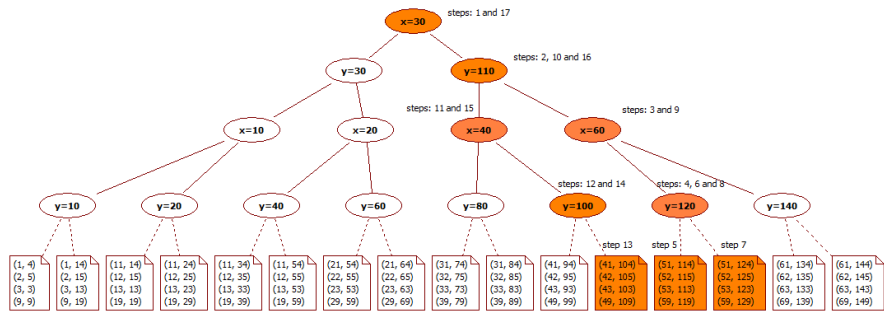 steps: 1 and 17
x=30
steps: 2, 10 and 16
y=30
y=110
steps: 11 and 15
steps: 3 and 9
x=10
x=20
x=40
x=60
steps: 12 and 14
steps: 4, 6 and 8
y=10
y=20
y=40
y=60
y=80
y=100
y=120
y=140
step 13
step 5
step 7
(1, 4)
(2, 5)
(3, 3)
(9, 9)
(1, 14)
(2, 15)
(3, 13)
(9, 19)
(11, 14)
(12, 15)
(13, 13)
(19, 19)
(11, 24)
(12, 25)
(13, 23)
(19, 29)
(11, 34)
(12, 35)
(13, 33)
(19, 39)
(11, 54)
(12, 55)
(13, 53)
(19, 59)
(21, 54)
(22, 55)
(23, 53)
(29, 59)
(21, 64)
(22, 65)
(23, 63)
(29, 69)
(31, 74)
(32, 75)
(33, 73)
(39, 79)
(31, 84)
(32, 85)
(33, 83)
(39, 89)
(41, 94)
(42, 95)
(43, 93)
(49, 99)
(41, 104)
(42, 105)
(43, 103)
(49, 109)
(51, 114)
(52, 115)
(53, 113)
(59, 119)
(51, 124)
(52, 125)
(53, 123)
(59, 129)
(61, 134)
(62, 135)
(63, 133)
(69, 139)
(61, 144)
(62, 145)
(63, 143)
(69, 149)